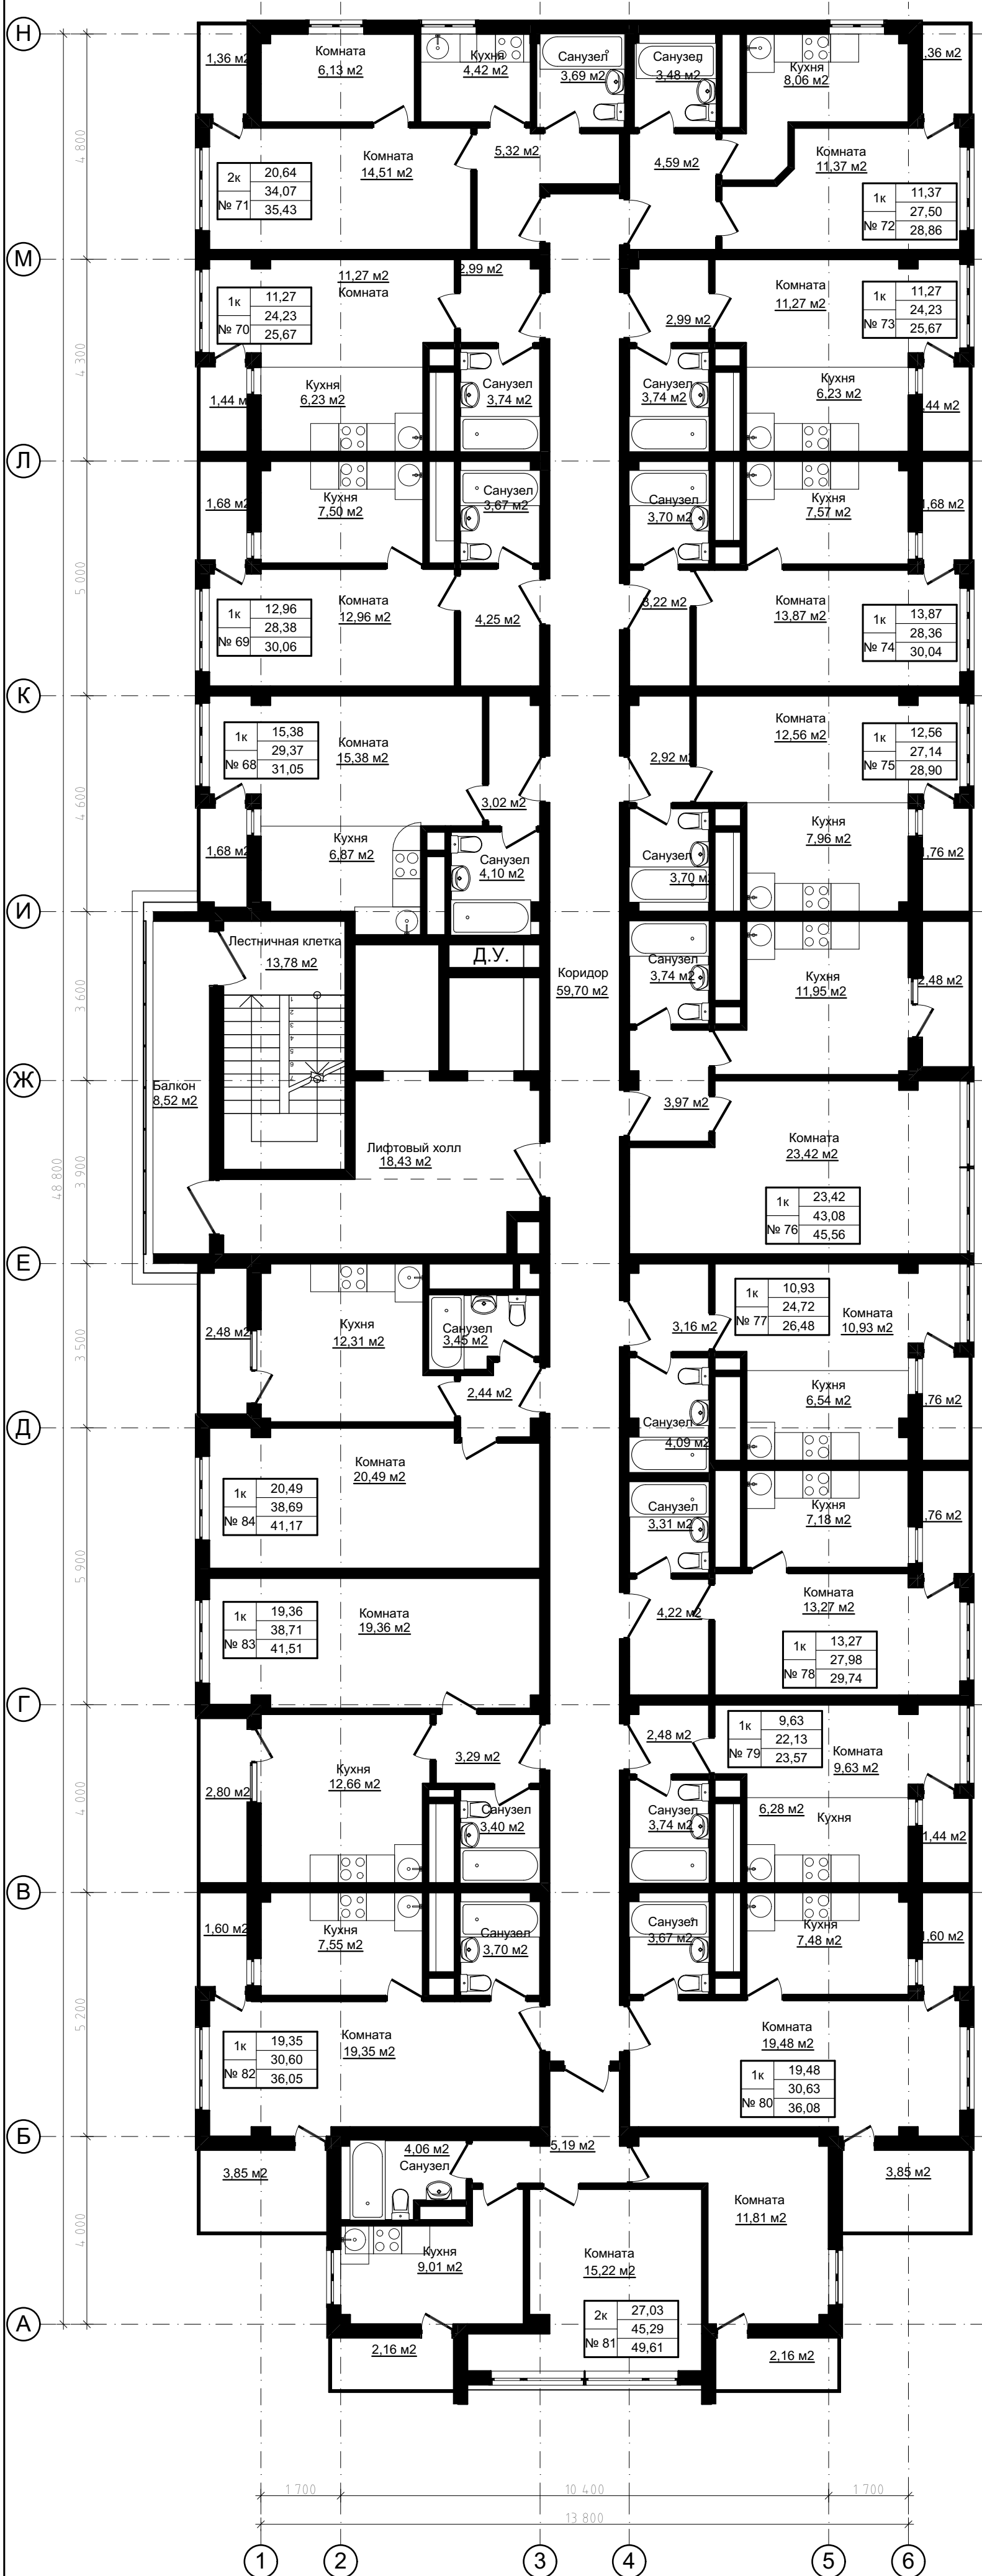 Н
1,36 м2
Комната
6,13 м2
Кухня
4,42 м2
Санузел
3,69 м2
Санузел
3,48 м2
Кухня
8,06 м2
,36 м2
4 800
Комната
14,51 м2
5,32 м2
4,59 м2
Комната
11,37 м2
2к
№ 71
20,64
34,07
35,43
1к
№ 72
11,37
27,50
28,86
М
11,27 м2
Комната
2,99 м2
2,99 м2
Комната
11,27 м2
1к
№ 70
11,27
24,23
25,67
1к
№ 73
11,27
24,23
25,67
4 300
1,44 м2
Кухня
6,23 м2
Санузел
3,74 м2
Санузел
3,74 м2
Кухня
6,23 м2
,44 м2
Л
1,68 м2
Кухня
7,50 м2
Санузел
3,67 м2
Санузел
3,70 м2
Кухня
7,57 м2
1,68 м2
5 000
1к
№ 69
12,96
28,38
30,06
Комната
12,96 м2
4,25 м2
3,22 м2
Комната
13,87 м2
1к
№ 74
13,87
28,36
30,04
К
1к
№ 68
15,38
29,37
31,05
Комната
15,38 м2
3,02 м2
2,92 м2
Комната
12,56 м2
1к
№ 75
12,56
27,14
28,90
4 600
1,68 м2
Кухня
6,87 м2
Санузел
4,10 м2
Санузел
3,70 м2
Кухня
7,96 м2
1,76 м2
И
Лестничная клетка
13,78 м2
Д.У.
Коридор
59,70 м2
Санузел
3,74 м2
Кухня
11,95 м2
2,48 м2
3 600
1
2
3
4
5
6
7
Ж
Балкон
8,52 м2
3,97 м2
Лифтовый холл
18,43 м2
Комната
23,42 м2
48 800
3 900
1к
№ 76
23,42
43,08
45,56
Е
2,48 м2
Кухня
12,31 м2
Санузел
3,45 м2
2,44 м2
3,16 м2
1к
№ 77
10,93
24,72
26,48
Комната
10,93 м2
3 500
Санузел
4,09 м2
Кухня
6,54 м2
,76 м2
Д
Комната
20,49 м2
1к
№ 84
20,49
38,69
41,17
Санузел
3,31 м2
Кухня
7,18 м2
,76 м2
5 900
1к
№ 83
19,36
38,71
41,51
Комната
19,36 м2
4,22 м2
Комната
13,27 м2
1к
№ 78
13,27
27,98
29,74
Г
2,80 м2
Кухня
12,66 м2
3,29 м2
2,48 м2
1к
№ 79
9,63
22,13
23,57
Комната
9,63 м2
4 000
Санузел
3,40 м2
Санузел
3,74 м2
6,28 м2
Кухня
1,44 м2
В
1,60 м2
Кухня
7,55 м2
Санузел
3,70 м2
Санузел
3,67 м2
Кухня
7,48 м2
1,60 м2
5 200
1к
№ 82
19,35
30,60
36,05
Комната
19,35 м2
Комната
19,48 м2
1к
№ 80
19,48
30,63
36,08
Б
3,85 м2
4,06 м2
Санузел
5,19 м2
3,85 м2
4 000
Кухня
9,01 м2
Комната
15,22 м2
Комната
11,81 м2
2к
№ 81
27,03
45,29
49,61
А
2,16 м2
2,16 м2
1 700
10 400
1 700
13 800
1
2
3
4
5
6